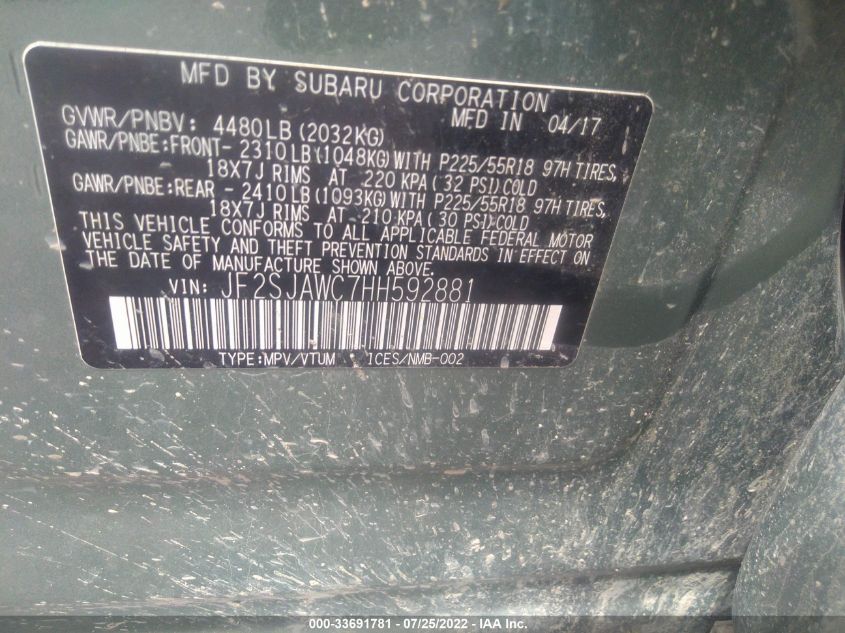 MFD BY SUBARU CORPORATION
MFD IN 04/17
GVWR/PNBV: 4480LB(2032KG)
GAWR/PNBE:FRONT- 2310LB(1048KG)WITH P225/55R18 97H TIRES,
18X7J RIMS AT 220 KPA(32 PSI)COLD
GAWR/PNBE:REAR - 2410LB(1093KG)WITH P225/55R18 97H TIRES,
18X7J RIMS AT 210 KPA(30 PSI)COLD
THIS VEHICLE CONFORMS TO ALL APPLICABLE FEDERAL MOTOR
VEHICLE SAFETY AND THEFT PREVENTION STANDARDS IN EFFECT ON
THE DATE OF MANUFACTURE SHOWN ABOVE.
VIN: JF2SJAWC7HH592881
TYPE:MPV/VTUM ICES/NMB-002
000-33691781 - 07/25/2022 - IAA Inc.